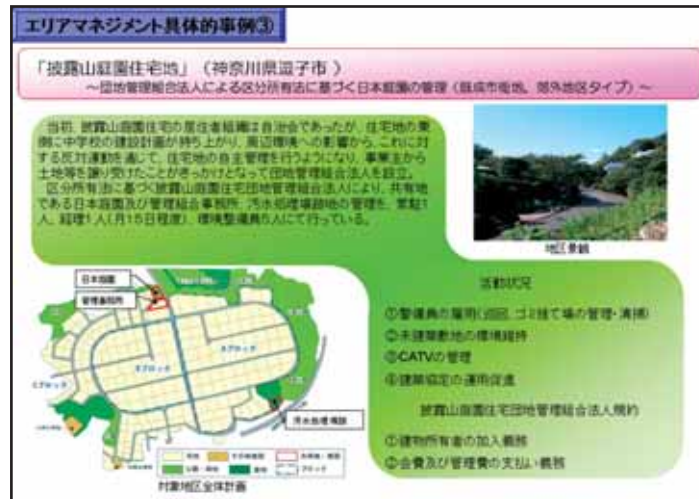 エリアマネジメント具体的事例③
「披露山庭園住宅地」(神奈川県逗子市 )
～団地管理組合法人による区分所有法に基づく日本庭園の管理(既成市街地、郊外地区タイプ)～
当初、披露山庭園住宅の居住者組織は自治会であったが、住宅地の東
側に中学校の建設計画が持ち上がり、周辺環境への影響から、これに
対する反対運動を通じて、住宅地の自主管理を行うようになり、事業主から
土地等を譲り受けたことがきっかけとなって団地管理組合法人を設立。
区分所有法に基づく披露山庭園住宅団地管理組合法人により、共有地
である日本庭園及び管理組合事務所、汚水処理場跡地の管理を、常駐1
人、経理1人(月15日程度)、環境整備員5人にて行っている。
地区景観
日本庭園
管理事務所
汚水処理場跡
ブロック
対象地区全体計画
活動状況
①整備員の雇用(巡回、ゴミ捨て場の管理・清掃)
②未建築敷地の環境維持
③CATVの管理
④建築協定の運用促進
披露山庭園住宅団地管理組合法人規約
①建物所有者の加入義務
②会費及び管理費の支払い義務